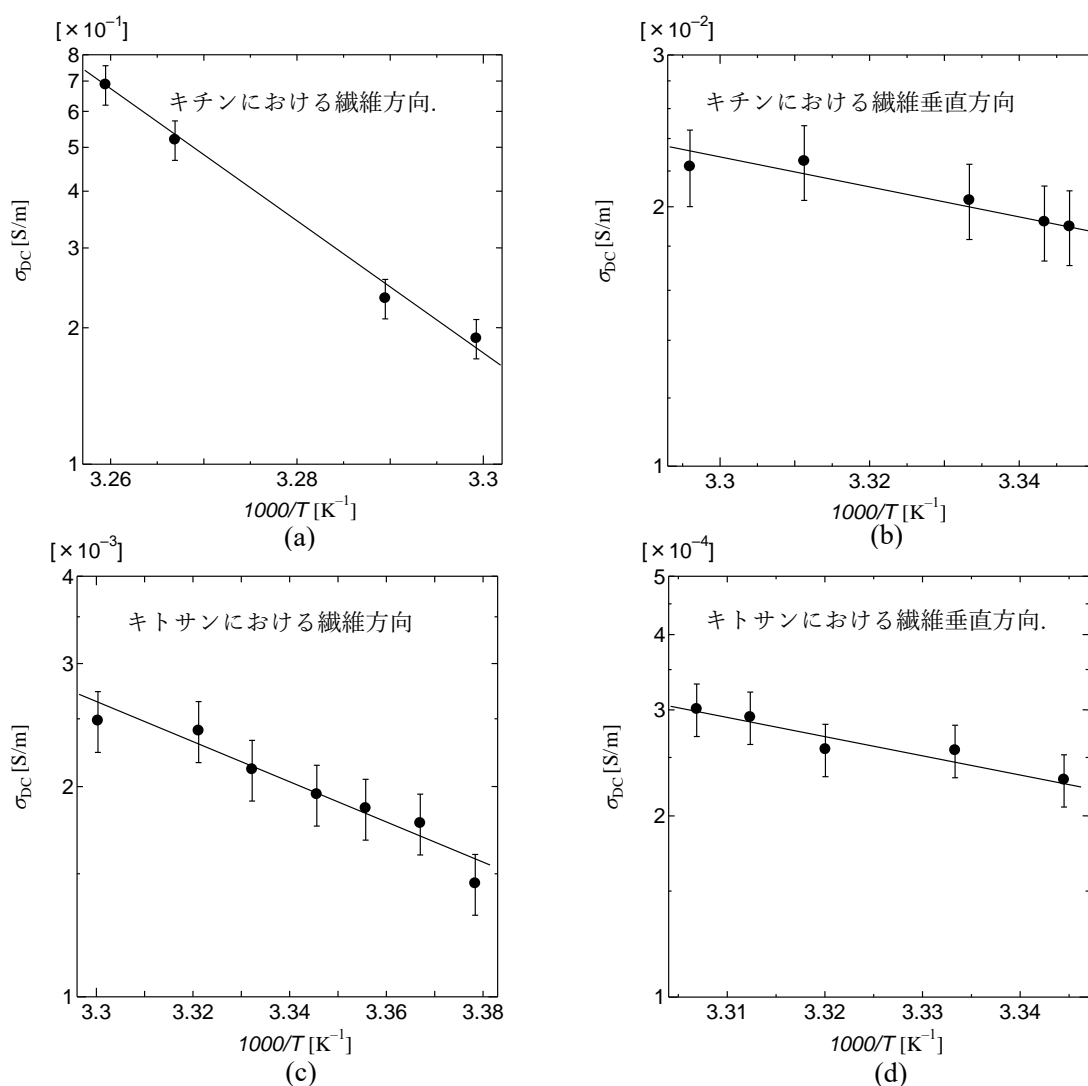 [×10⁻¹]
8
7
6
5
4
3
2
1
キチンにおける繊維方向.
σDC [S/m]
3.26 3.28 3.3
1000/T [K⁻¹]
(a)
[×10⁻²]
3
2
1
キチンにおける繊維垂直方向
σDC [S/m]
3.3 3.32 3.34
1000/T [K⁻¹]
(b)
[×10⁻³]
4
3
2
1
キトサンにおける繊維方向
σDC [S/m]
3.3 3.32 3.34 3.36 3.38
1000/T [K⁻¹]
(c)
[×10⁻⁴]
5
4
3
2
1
キトサンにおける繊維垂直方向.
σDC [S/m]
3.31 3.32 3.33 3.34
1000/T [K⁻¹]
(d)